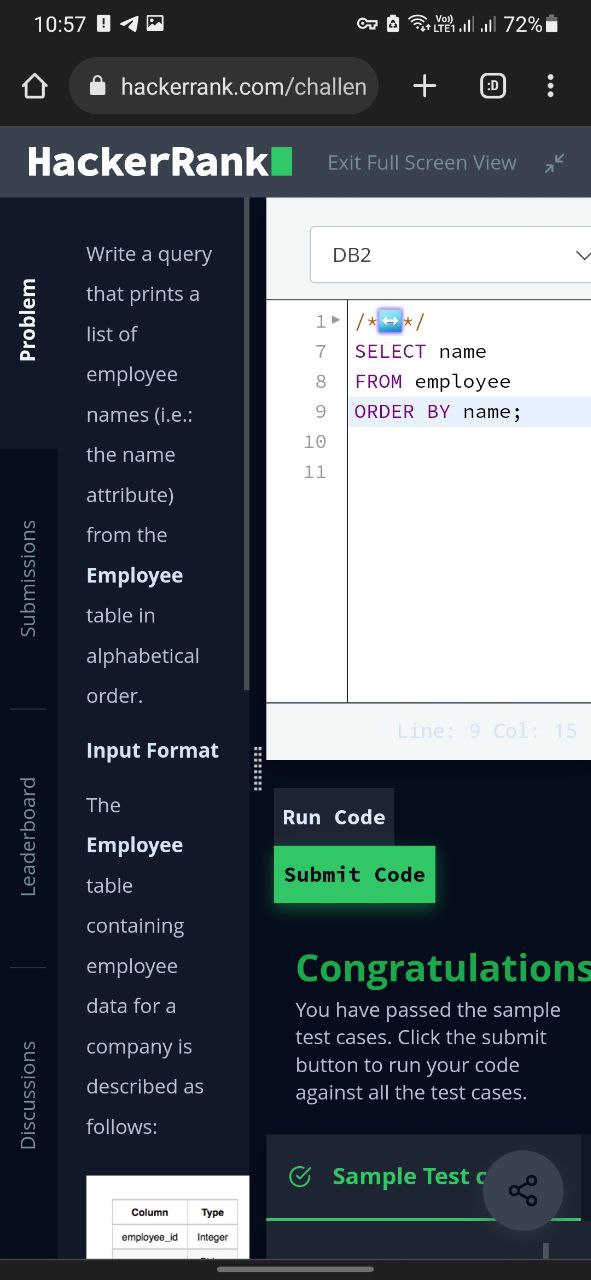 10:57
Vo))
LTE1
72%
hackerrank.com/challen
:D
HackerRank
Exit Full Screen View
Problem
Submissions
Leaderboard
Discussions
Write a query
that prints a
list of
employee
names (i.e.:
the name
attribute)
from the
Employee
table in
alphabetical
order.
Input Format
The
Employee
table
containing
employee
data for a
company is
described as
follows:
Column Type
employee_id Integer
DB2
1 /*↔*/
7 SELECT name
8 FROM employee
9 ORDER BY name;
10
11
Line: 9 Col: 15
Run Code
Submit Code
Congratulations
You have passed the sample
test cases. Click the submit
button to run your code
against all the test cases.
Sample Test c